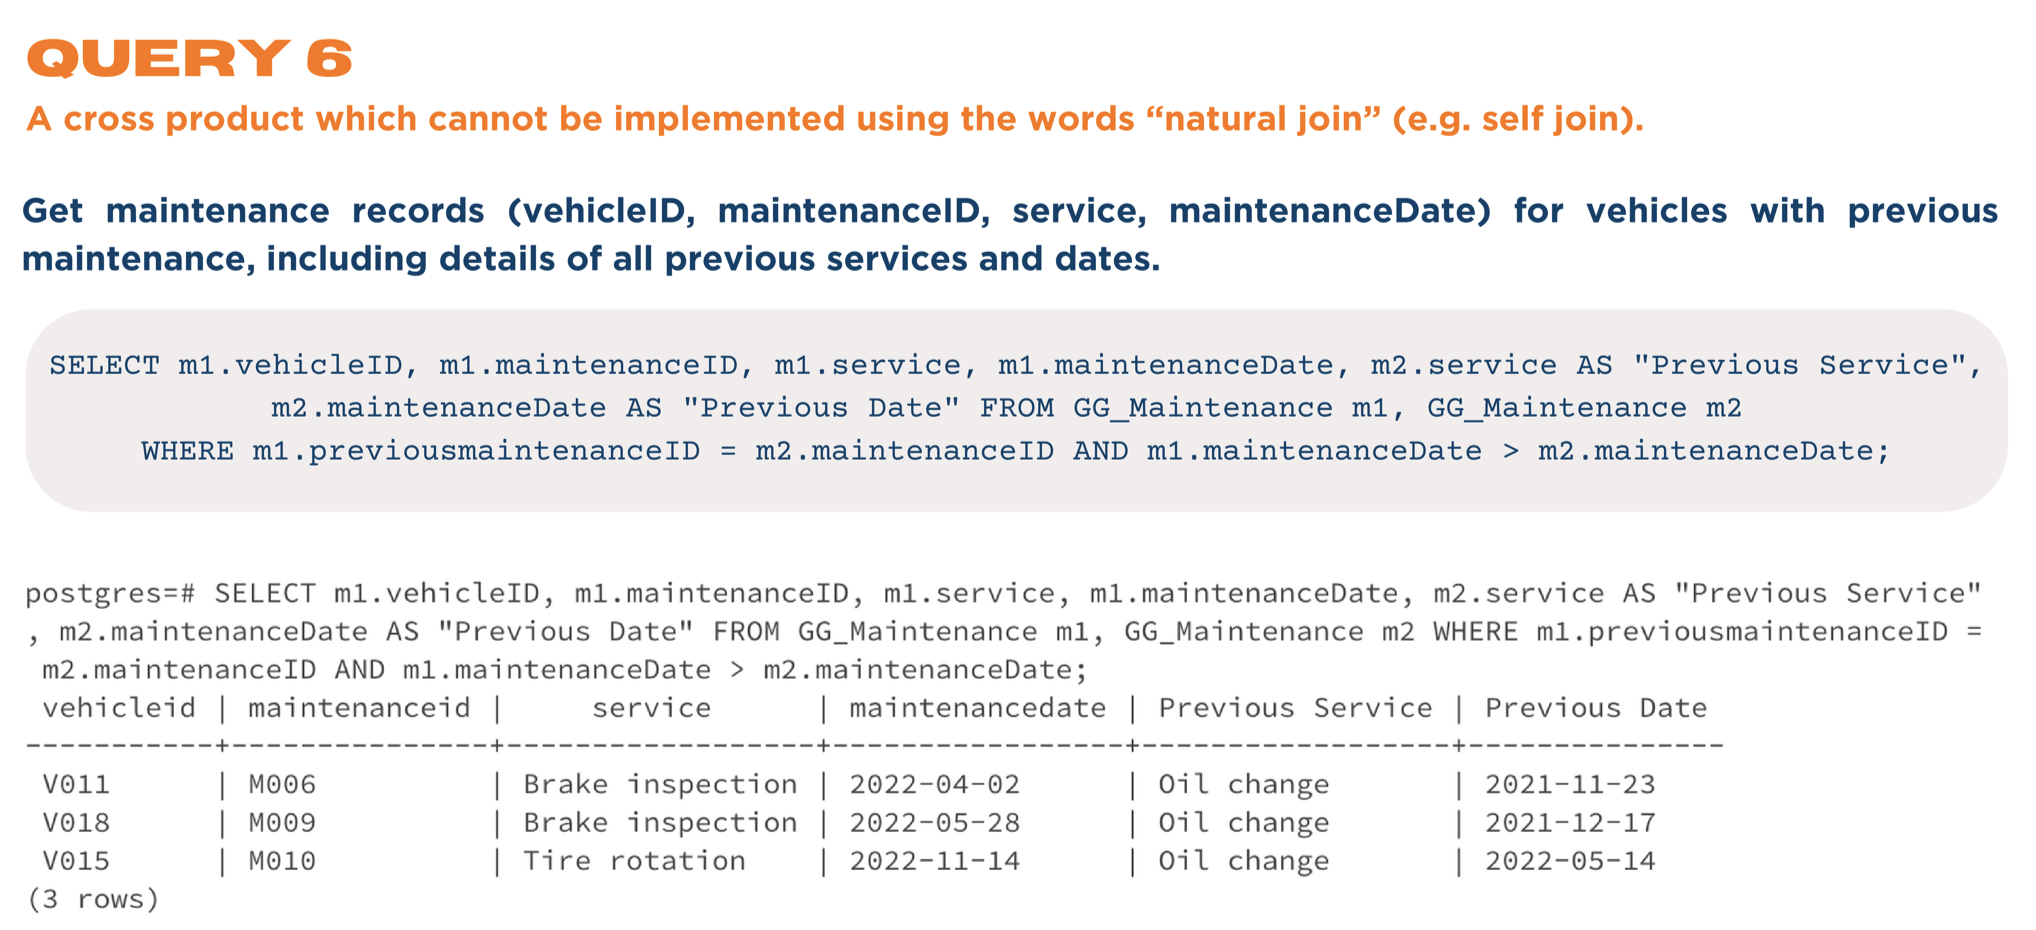 QUERY 6
A cross product which cannot be implemented using the words “natural join” (e.g. self join).
Get maintenance records (vehicleID, maintenanceID, service, maintenanceDate) for vehicles with previous
maintenance, including details of all previous services and dates.
SELECT m1.vehicleID, m1.maintenanceID, m1.service, m1.maintenanceDate, m2.service AS "Previous Service",
m2.maintenanceDate AS "Previous Date" FROM GG_Maintenance m1, GG_Maintenance m2
WHERE m1.previousmaintenanceID = m2.maintenanceID AND m1.maintenanceDate > m2.maintenanceDate;
postgres=# SELECT m1.vehicleID, m1.maintenanceID, m1.service, m1.maintenanceDate, m2.service AS "Previous Service"
, m2.maintenanceDate AS "Previous Date" FROM GG_Maintenance m1, GG_Maintenance m2 WHERE m1.previousmaintenanceID =
m2.maintenanceID AND m1.maintenanceDate > m2.maintenanceDate;
 vehicleid | maintenanceid |     service      | maintenancedate | Previous Service | Previous Date
-----------+---------------+------------------+-----------------+------------------+---------------
 V011      | M006          | Brake inspection | 2022-04-02      | Oil change       | 2021-11-23
 V018      | M009          | Brake inspection | 2022-05-28      | Oil change       | 2021-12-17
 V015      | M010          | Tire rotation    | 2022-11-14      | Oil change       | 2022-05-14
(3 rows)